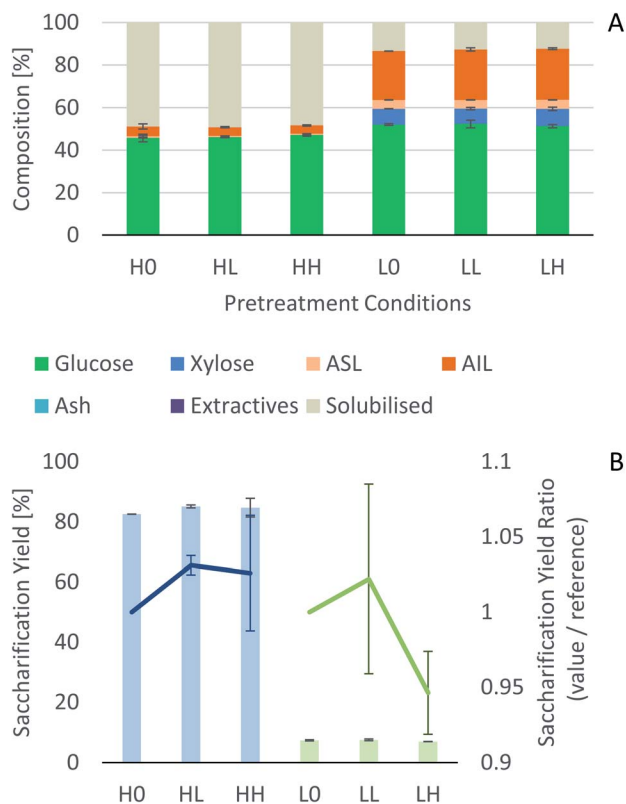 A
Composition [%]
100
80
60
40
20
0
H0 HL HH L0 LL LH
Pretreatment Conditions
Glucose Xylose ASL AIL
Ash Extractives Solubilised
B
Saccharification Yield [%]
100
80
60
40
20
0
1.1
1.05
1
0.95
0.9
Saccharification Yield Ratio
(value / reference)
H0 HL HH L0 LL LH